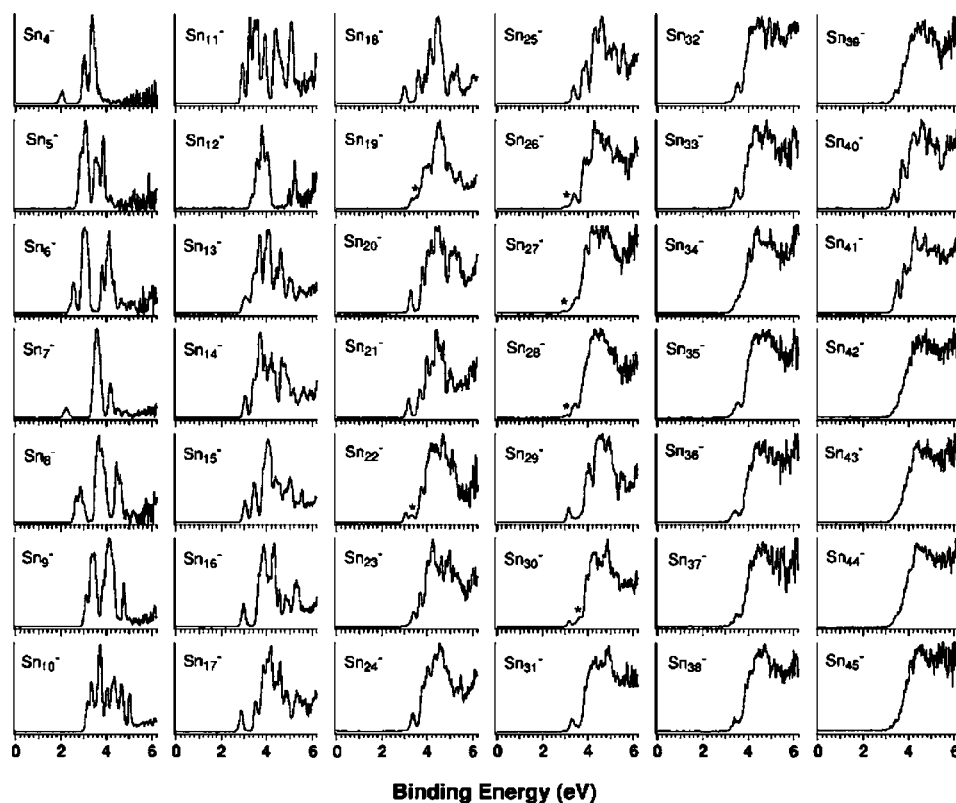 Sn4⁻ Sn11⁻ Sn18⁻ Sn25⁻ Sn32⁻ Sn39⁻
Sn5⁻ Sn12⁻ Sn19⁻ Sn26⁻ Sn33⁻ Sn40⁻
* *
Sn6⁻ Sn13⁻ Sn20⁻ Sn27⁻ Sn34⁻ Sn41⁻
*
Sn7⁻ Sn14⁻ Sn21⁻ Sn28⁻ Sn35⁻ Sn42⁻
*
Sn8⁻ Sn15⁻ Sn22⁻ Sn29⁻ Sn36⁻ Sn43⁻
*
Sn9⁻ Sn16⁻ Sn23⁻ Sn30⁻ Sn37⁻ Sn44⁻
*
Sn10⁻ Sn17⁻ Sn24⁻ Sn31⁻ Sn38⁻ Sn45⁻
0 2 4 6 0 2 4 6 0 2 4 6 0 2 4 6 0 2 4 6 0 2 4 6
Binding Energy (eV)